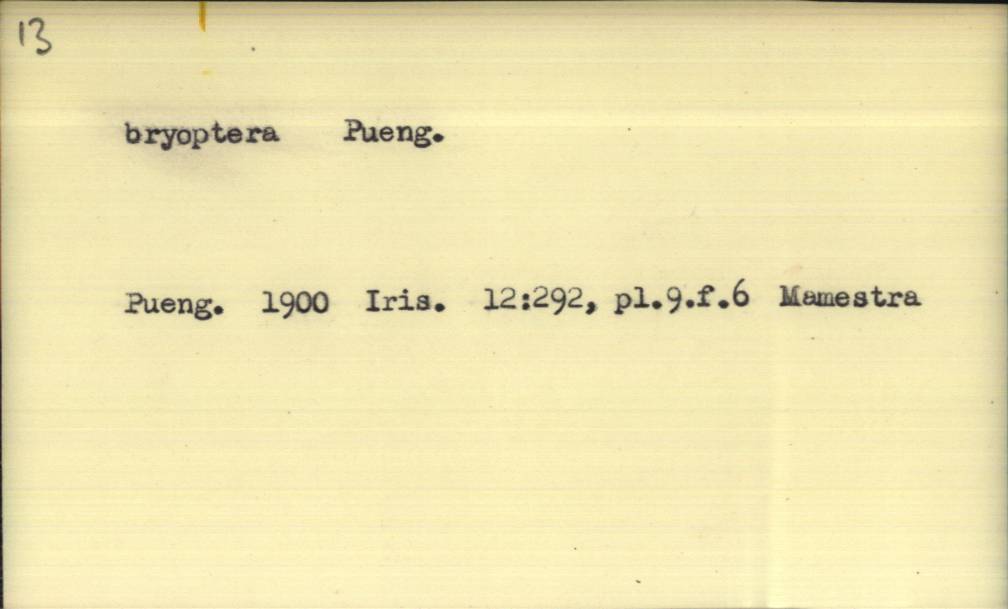 13
bryoptera Pueng.
Pueng. 1900 Iris. 12:292, pl.9.f.6 Mamestra